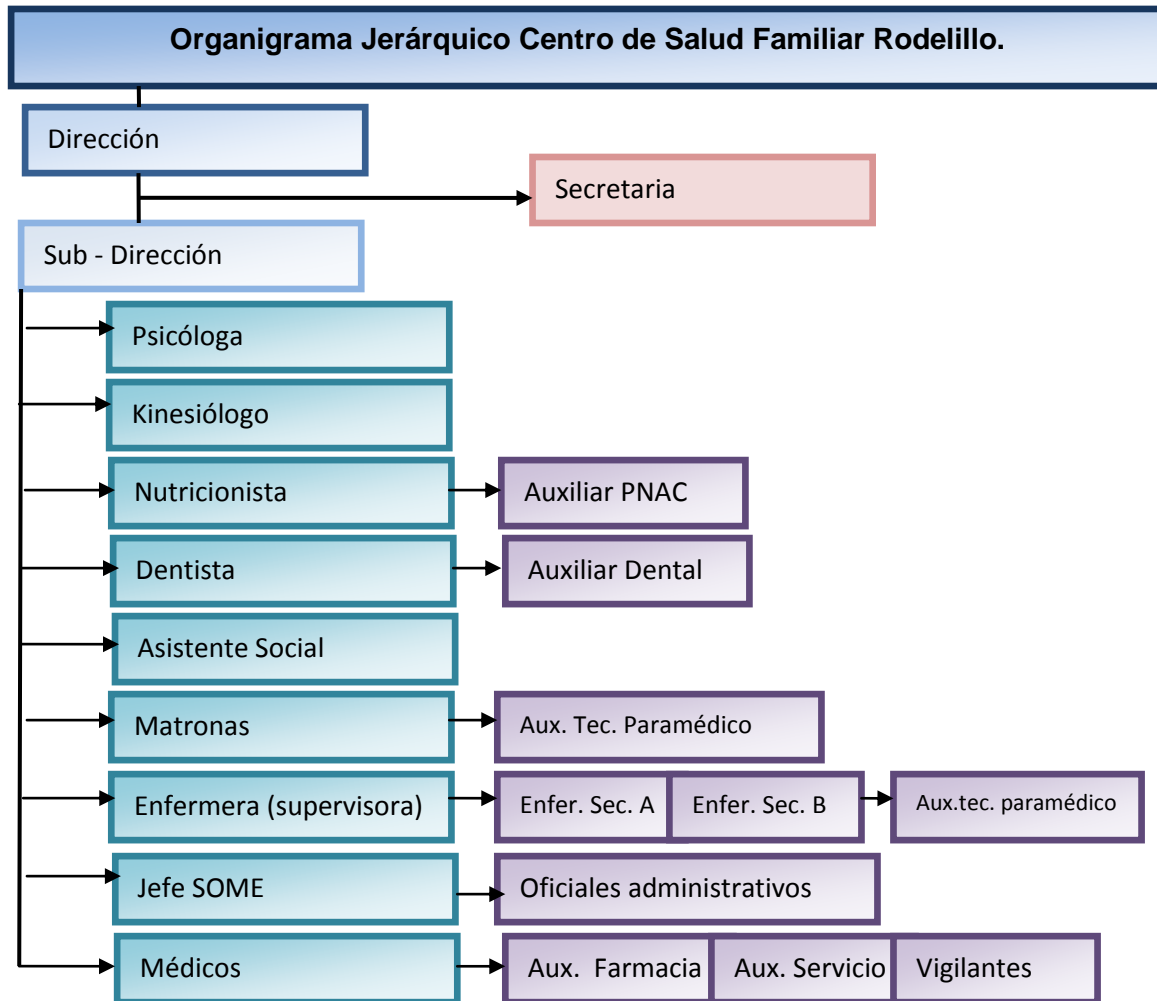 Organigrama Jerárquico Centro de Salud Familiar Rodelillo.
Dirección
Secretaria
Sub - Dirección
Psicóloga
Kinesiólogo
Nutricionista
Auxiliar PNAC
Dentista
Auxiliar Dental
Asistente Social
Matronas
Aux. Tec. Paramédico
Enfermera (supervisora)
Enfer. Sec. A
Enfer. Sec. B
Aux.tec. paramédico
Jefe SOME
Oficiales administrativos
Médicos
Aux. Farmacia
Aux. Servicio
Vigilantes